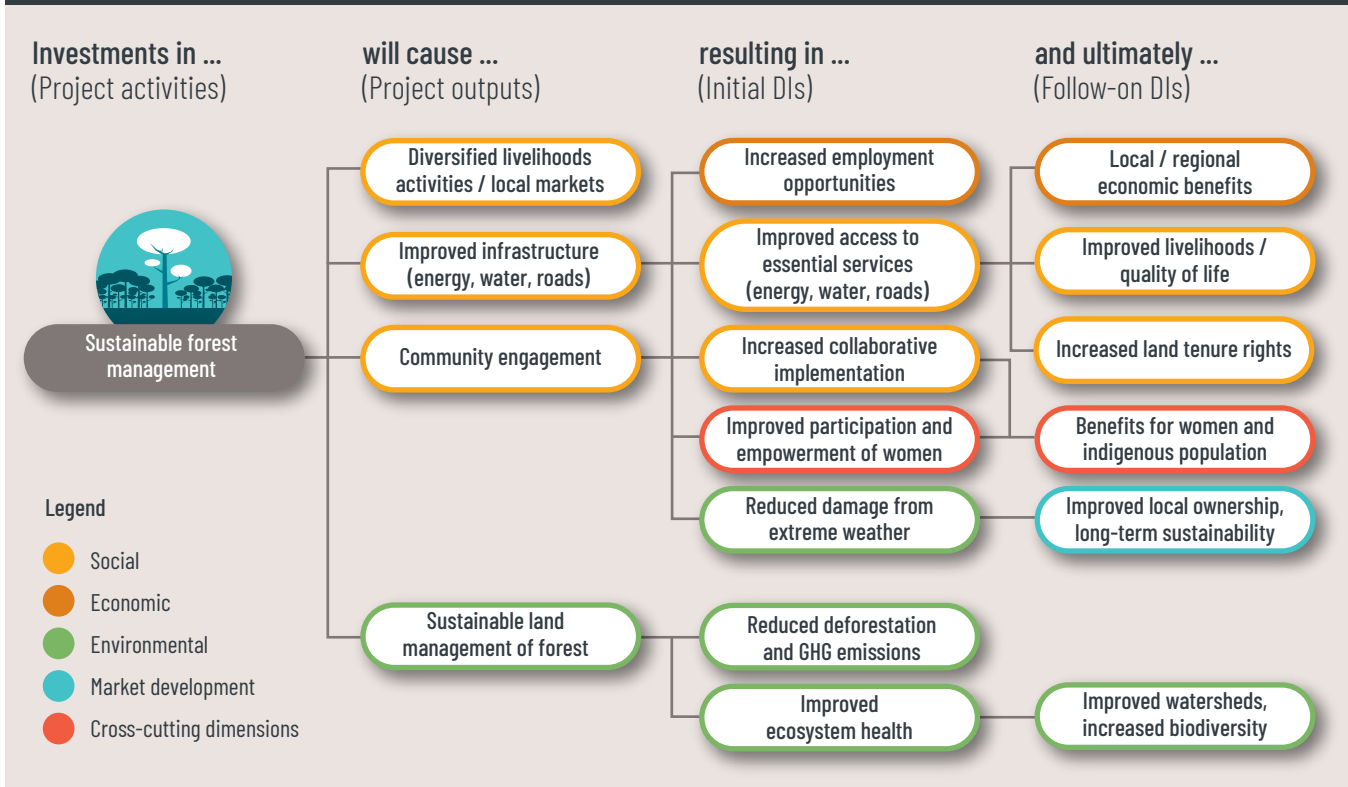 Investments in ...
(Project activities)
will cause ...
(Project outputs)
resulting in ...
(Initial DIs)
and ultimately ...
(Follow-on DIs)
Sustainable forest
management
Diversified livelihoods
activities / local markets
Improved infrastructure
(energy, water, roads)
Community engagement
Sustainable land
management of forest
Increased employment
opportunities
Improved access to
essential services
(energy, water, roads)
Increased collaborative
implementation
Improved participation and
empowerment of women
Reduced damage from
extreme weather
Reduced deforestation
and GHG emissions
Improved
ecosystem health
Local / regional
economic benefits
Improved livelihoods /
quality of life
Increased land tenure rights
Benefits for women and
indigenous population
Improved local ownership,
long-term sustainability
Improved watersheds,
increased biodiversity
Legend
Social
Economic
Environmental
Market development
Cross-cutting dimensions